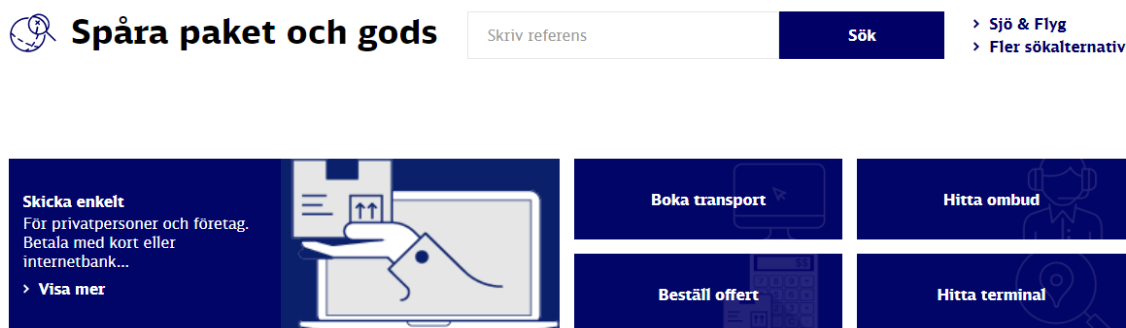 Spåra paket och gods
Skriv referens
Sök
> Sjö & Flyg
> Fler sökalternativ
Skicka enkelt
För privatpersoner och företag.
Betala med kort eller
internetbank...
> Visa mer
Boka transport
Hitta ombud
Beställ offert
Hitta terminal